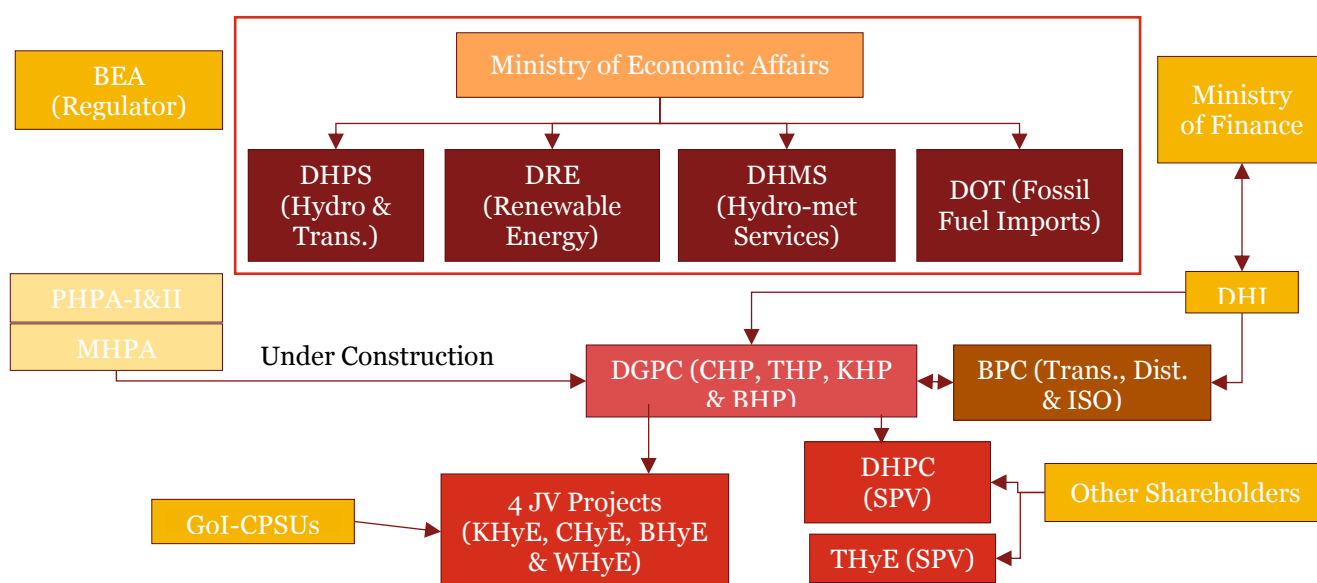 BEA
(Regulator)
Ministry of Economic Affairs
Ministry
of Finance
DHPS
(Hydro &
Trans.)
DRE
(Renewable
Energy)
DHMS
(Hydro-met
Services)
DOT (Fossil
Fuel Imports)
PHPA-I&II
MHPA
DHI
Under Construction
DGPC (CHP, THP, KHP
& BHP)
BPC (Trans., Dist.
& ISO)
DHPC
(SPV)
Other Shareholders
GoI-CPSUs
4 JV Projects
(KHyE, CHyE, BHyE
& WHyE)
THyE (SPV)